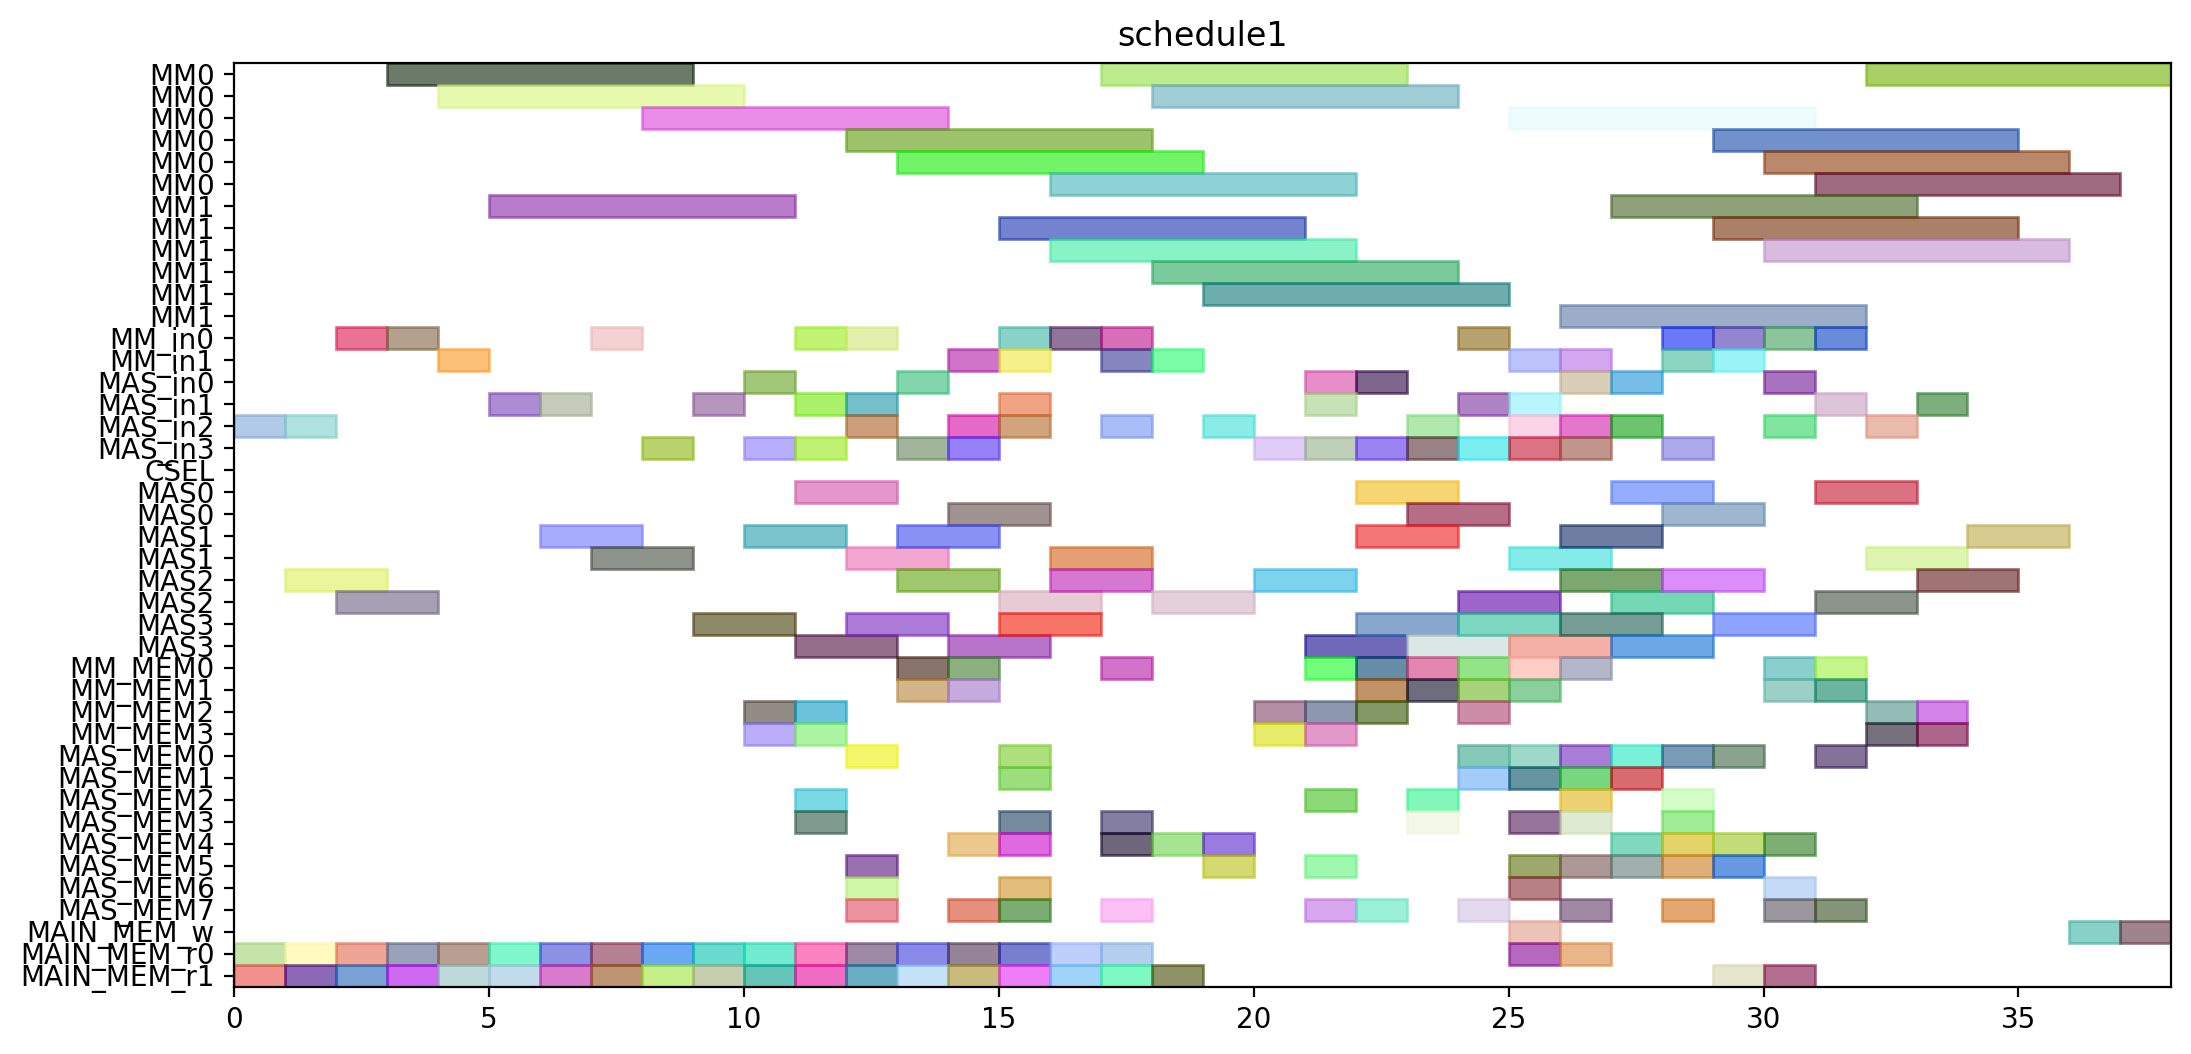 schedule1
MM0
MM0
MM0
MM0
MM0
MM0
MM1
MM1
MM1
MM1
MM1
MM1
MM_in0
MM_in1
MAS_in0
MAS_in1
MAS_in2
MAS_in3
CSEL
MAS0
MAS0
MAS1
MAS1
MAS2
MAS2
MAS3
MAS3
MM_MEM0
MM_MEM1
MM_MEM2
MM_MEM3
MAS_MEM0
MAS_MEM1
MAS_MEM2
MAS_MEM3
MAS_MEM4
MAS_MEM5
MAS_MEM6
MAS_MEM7
MAIN_MEM_w
MAIN_MEM_r0
MAIN_MEM_r1
0 5 10 15 20 25 30 35